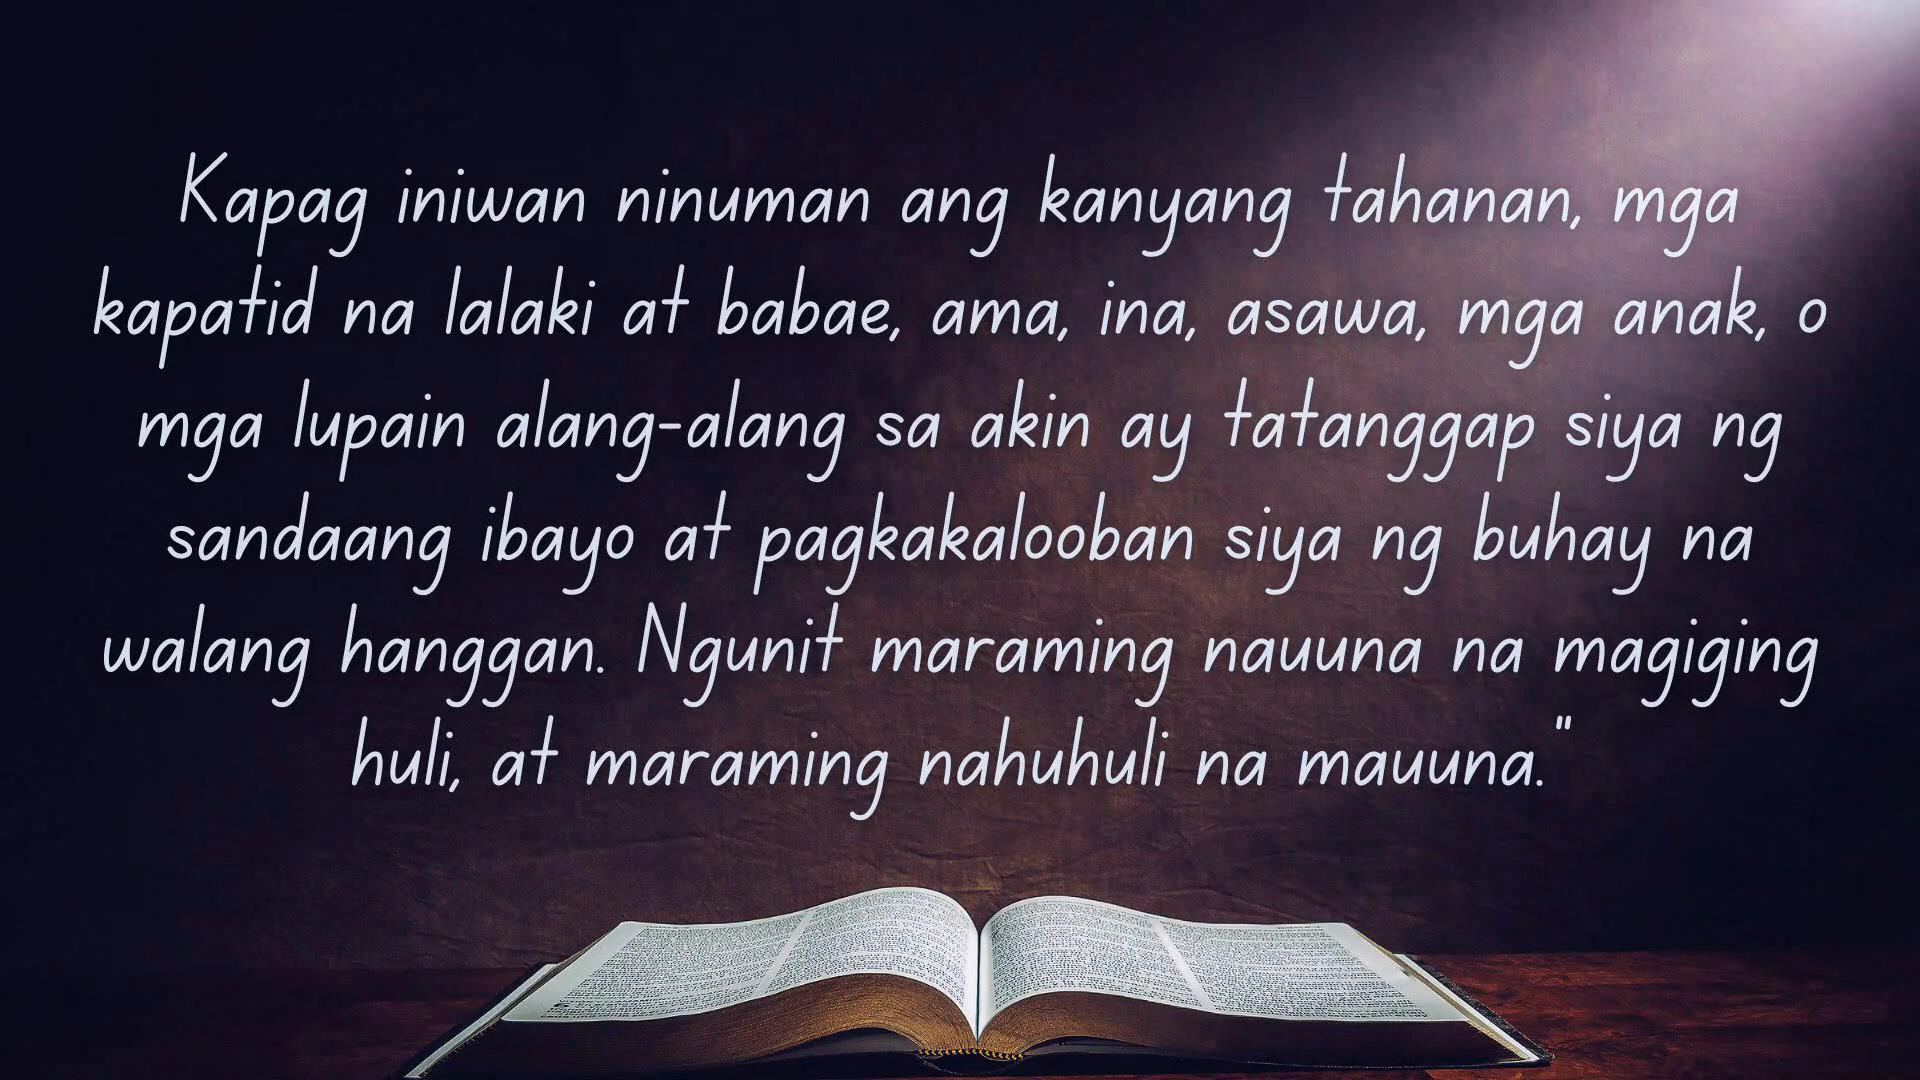 Kapag iniwan ninuman ang kanyang tahanan, mga
kapatid na lalaki at babae, ama, ina, asawa, mga anak, o
mga lupain alang-alang sa akin ay tatanggap siya ng
sandaang ibayo at pagkakalooban siya ng buhay na
walang hanggan. Ngunit maraming nauuna na magiging
huli, at maraming nahuhuli na mauuna."